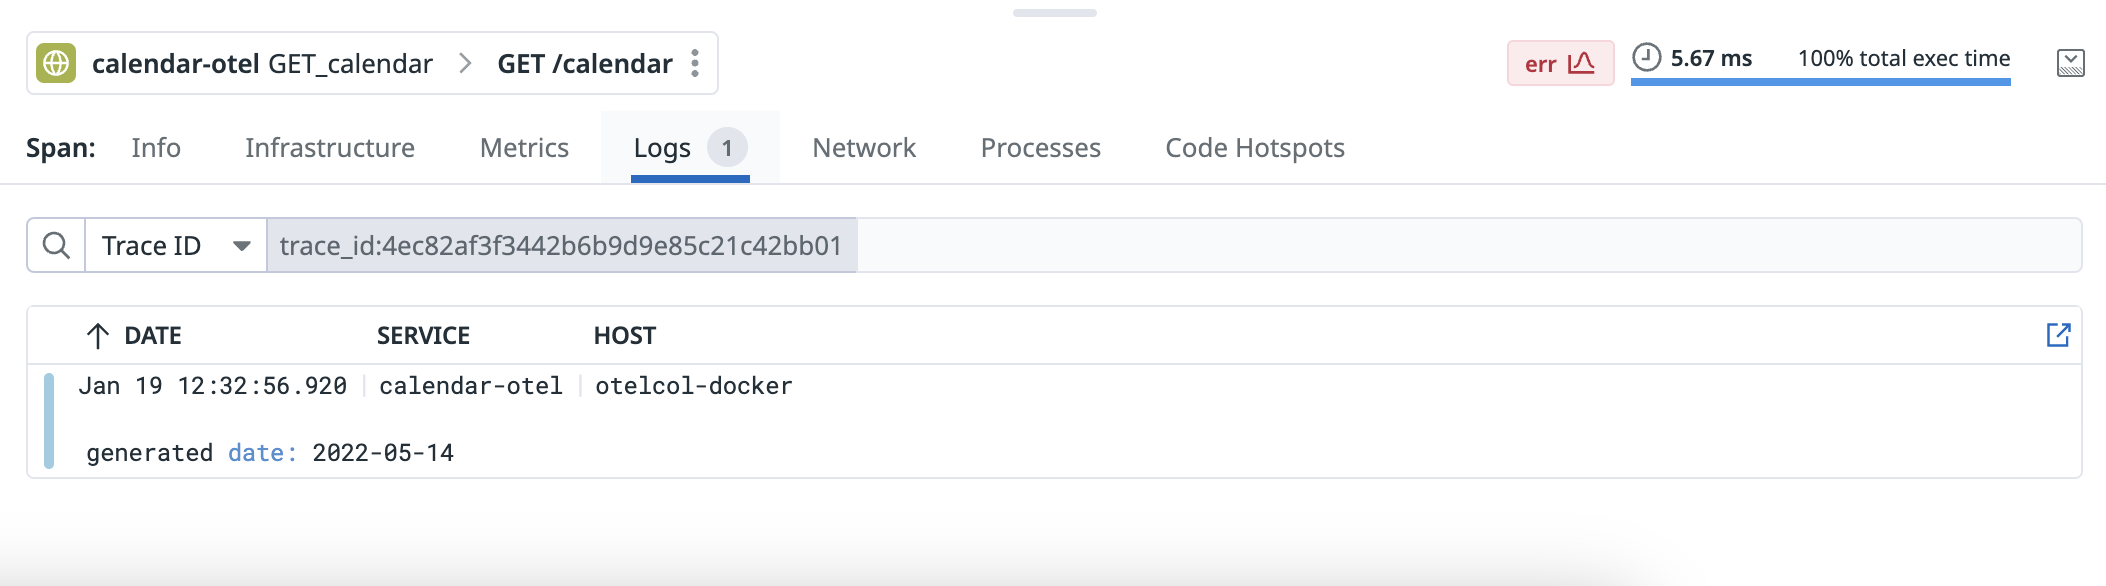 calendar-otel GET_calendar > GET /calendar
err 5.67 ms 100% total exec time
Span: Info Infrastructure Metrics Logs 1 Network Processes Code Hotspots
Trace ID trace_id:4ec82af3f3442b6b9d9e85c21c42bb01
DATE SERVICE HOST
Jan 19 12:32:56.920 calendar-otel otelcol-docker
generated date: 2022-05-14